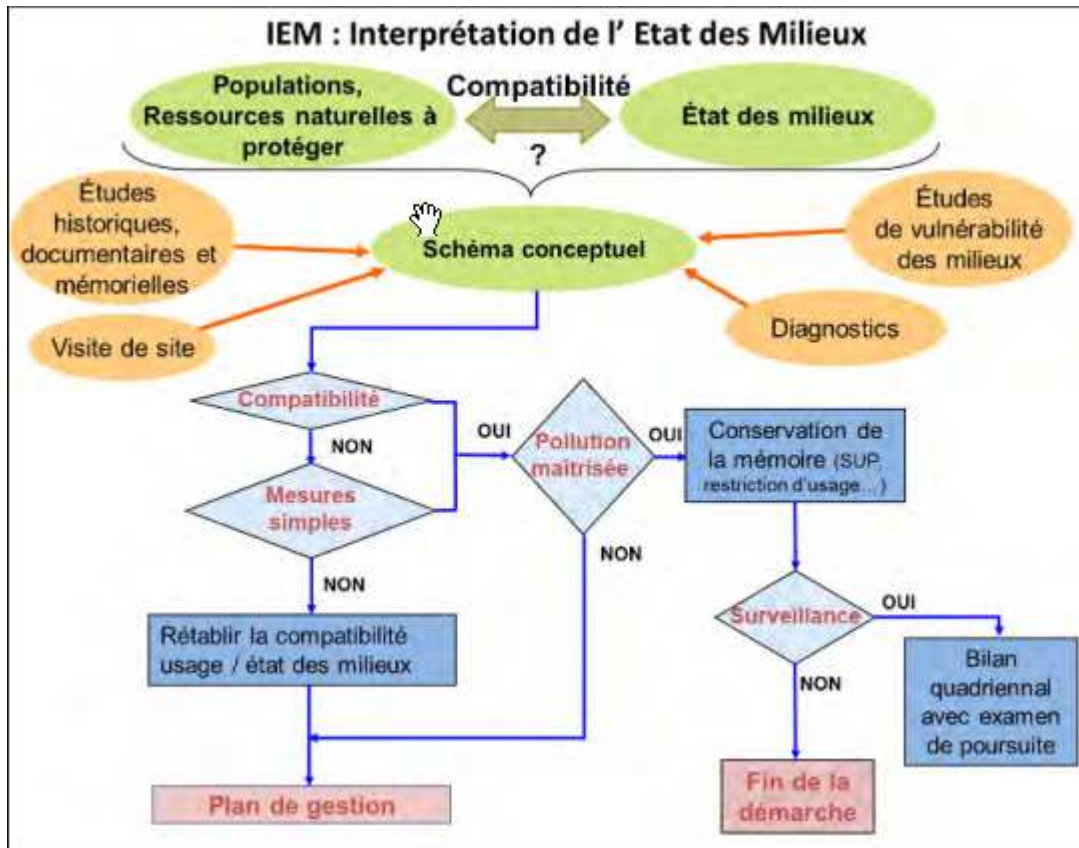 IEM : Interprétation de l' Etat des Milieux
Populations,
Ressources naturelles à
protéger
Compatibilité
?
État des milieux
Études
historiques,
documentaires et
mémorielles
Schèma conceptuel
Études
de vulnérabilité
des milieux
Visite de site
Diagnostics
Compatibilité
NON
OUI
Mesures
simples
NON
Pollution
maîtrisée
OUI
NON
Conservation de
la mémoire (SUP,
restriction d'usage...)
Rétablir la compatibilité
usage / état des milieux
Surveillance
OUI
NON
Bilan
quadriennal
avec examen
de poursuite
Plan de gestion
Fin de la
démarche